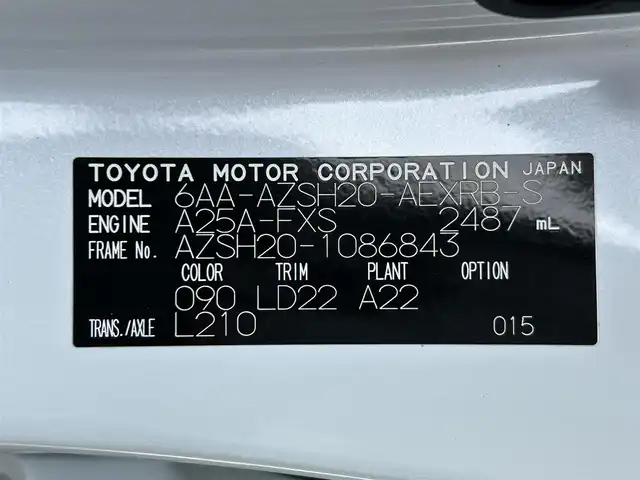 TOYOTA MOTOR CORPORATION JAPAN
MODEL 6AA-AZSH20-AEXRB-S
ENGINE A25A-FXS 2487 mL
FRAME No. AZSH20-1086843
COLOR TRIM PLANT OPTION
090 LD22 A22
TRANS./AXLE L210 015